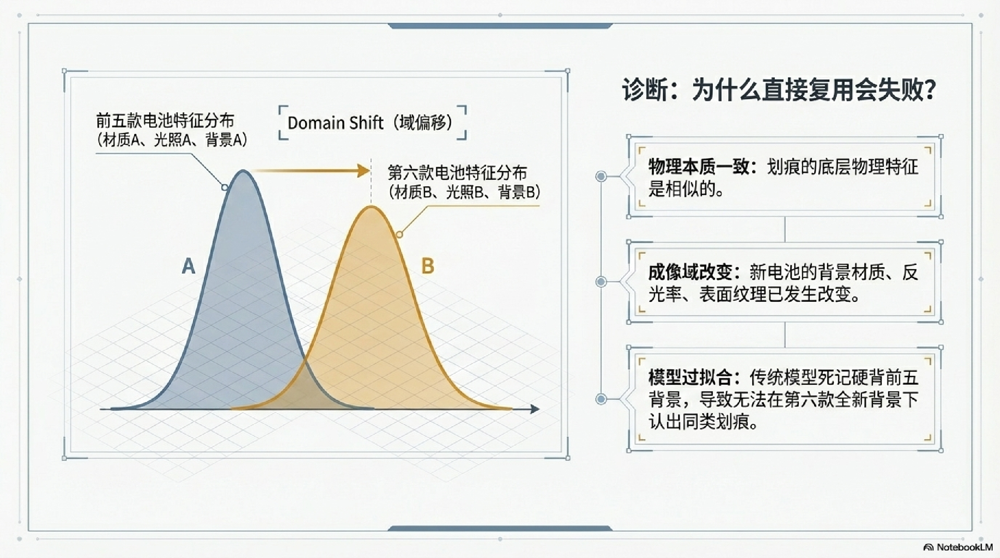 诊断：为什么直接复用会失败？
前五款电池特征分布
（材质A、光照A、背景A）
Domain Shift（域偏移）
第六款电池特征分布
（材质B、光照B、背景B）
A
B
物理本质一致：划痕的底层物理特征
是相似的。
成像域改变：新电池的背景材质、反
光率、表面纹理已发生改变。
模型过拟合：传统模型死记硬背前五
背景，导致无法在第六款全新背景下
认出同类划痕。
NotebookLM